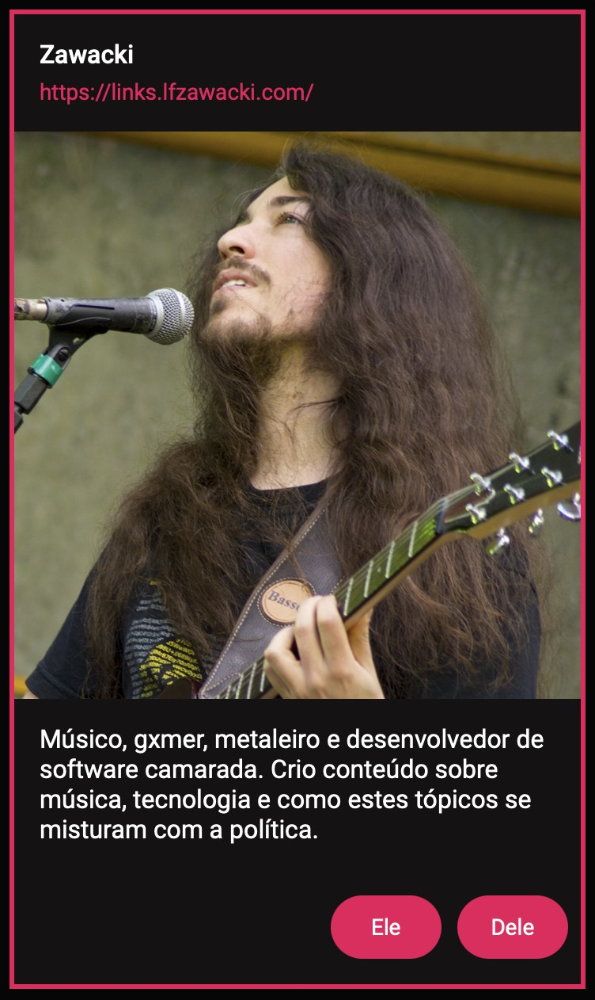 Zawacki
https://links.lfzawacki.com/
Músico, gxmer, metaleiro e desenvolvedor de
software camarada. Crio conteúdo sobre
música, tecnologia e como estes tópicos se
misturam com a política.
Ele
Dele